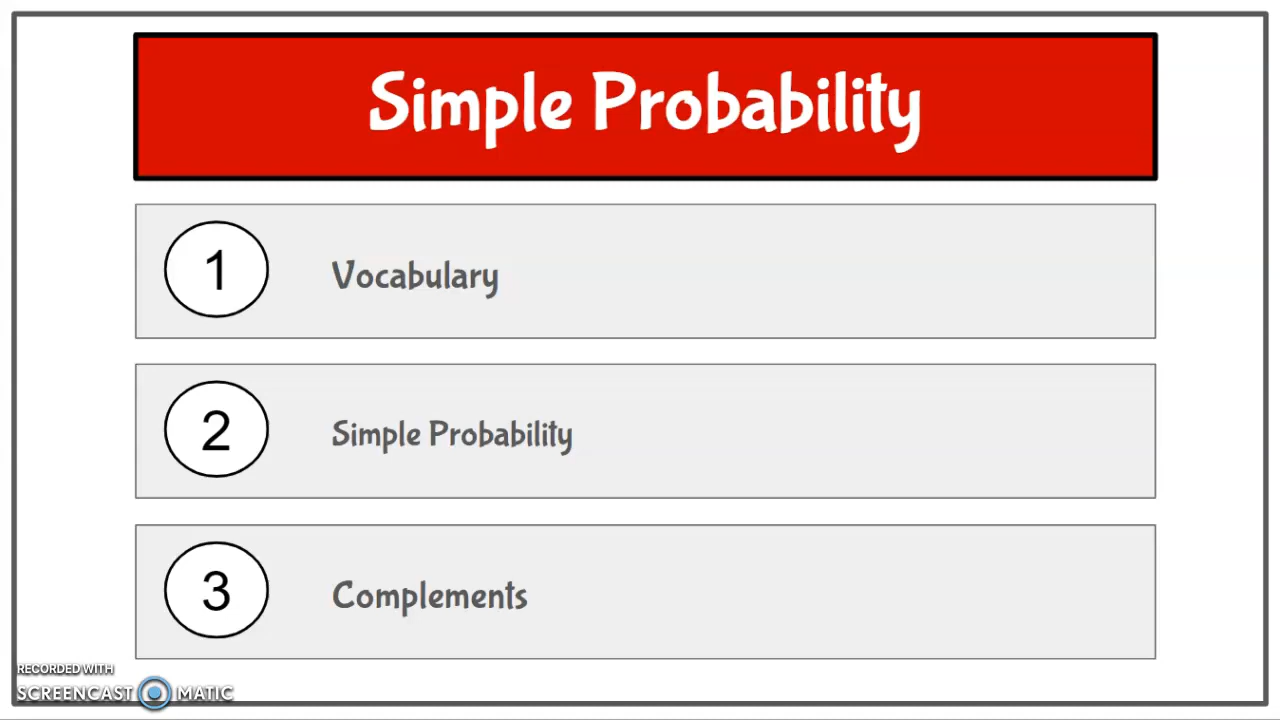 Simple Probability
1 Vocabulary
2 Simple Probability
3 Complements
RECORDED WITH
SCREENCAST MATIC